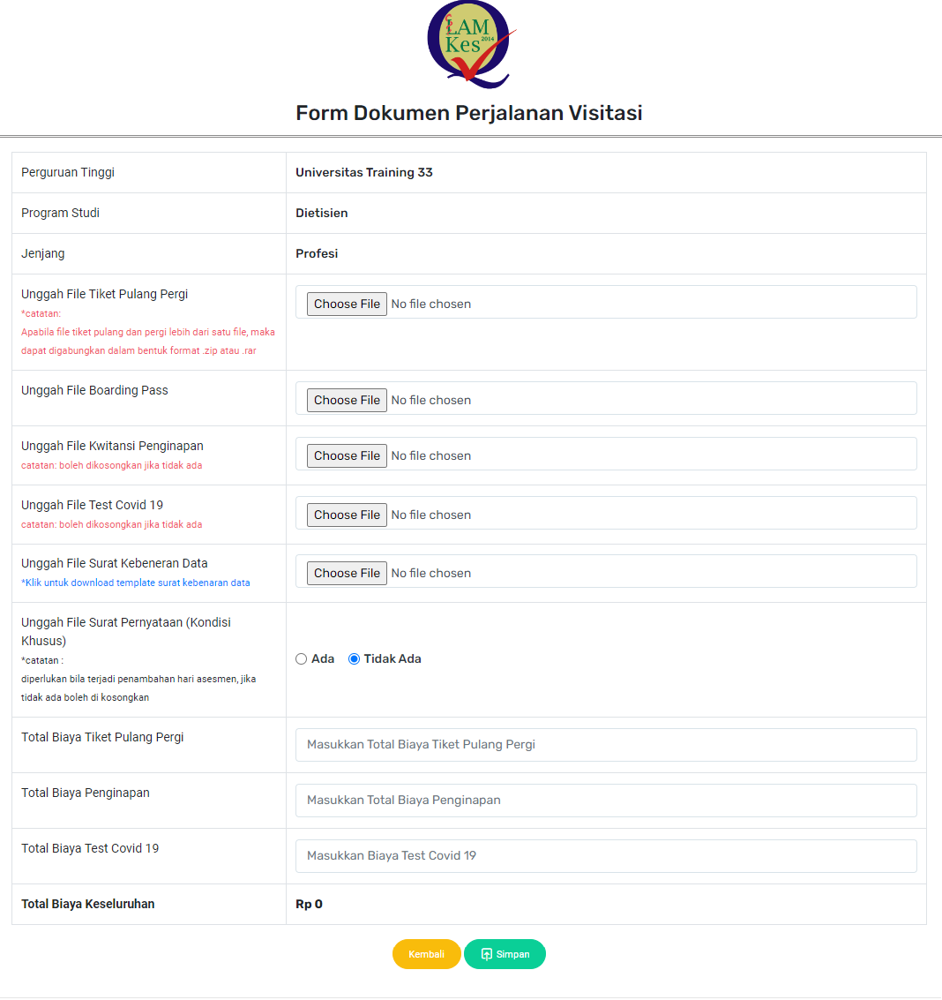 LAM
Kes 2014
Form Dokumen Perjalanan Visitasi
Perguruan Tinggi
Universitas Training 33
Program Studi
Dietisien
Jenjang
Profesi
Unggah File Tiket Pulang Pergi
*catatan:
Apabila file tiket pulang dan pergi lebih dari satu file, maka
dapat digabungkan dalam bentuk format .zip atau .rar
Choose File No file chosen
Unggah File Boarding Pass
Choose File No file chosen
Unggah File Kwitansi Penginapan
catatan: boleh dikosongkan jika tidak ada
Choose File No file chosen
Unggah File Test Covid 19
catatan: boleh dikosongkan jika tidak ada
Choose File No file chosen
Unggah File Surat Kebeneran Data
*Klik untuk download template surat kebenaran data
Choose File No file chosen
Unggah File Surat Pernyataan (Kondisi
Khusus)
*catatan :
diperlukan bila terjadi penambahan hari asesmen, jika
tidak ada boleh di kosongkan
Ada Tidak Ada
Total Biaya Tiket Pulang Pergi
Masukkan Total Biaya Tiket Pulang Pergi
Total Biaya Penginapan
Masukkan Total Biaya Penginapan
Total Biaya Test Covid 19
Masukkan Biaya Test Covid 19
Total Biaya Keseluruhan
Rp 0
Kembali
Simpan